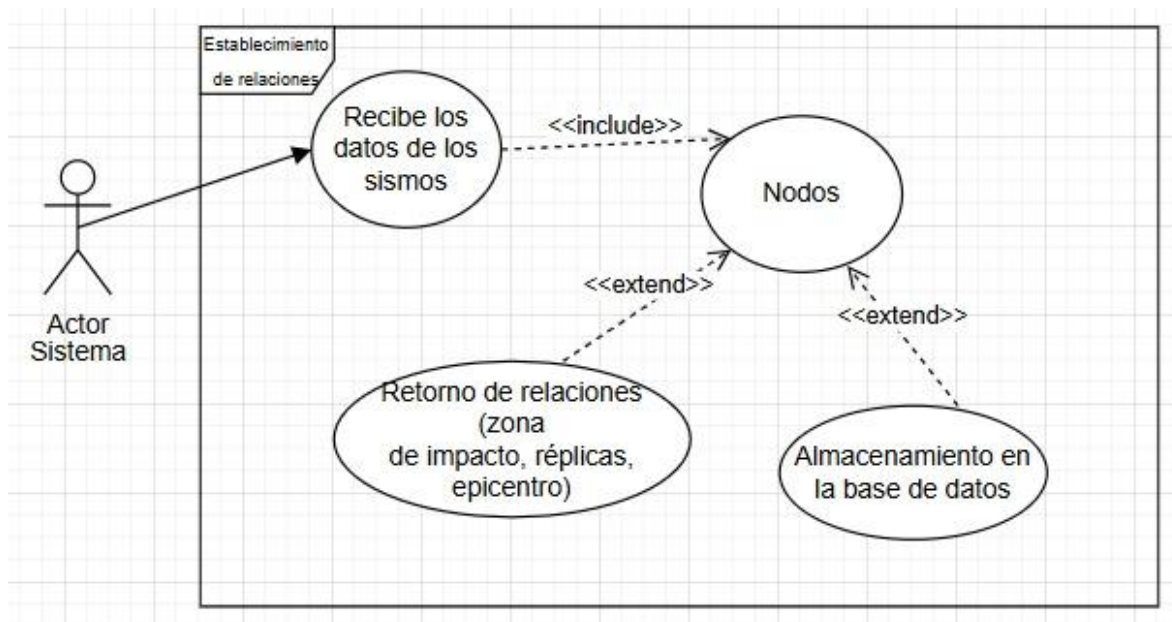 Establecimiento
de relaciones
Recibe los
datos de los
sismos
<<include>>
Nodos
<<extend>>
<<extend>>
Actor
Sistema
Retorno de relaciones
(zona
de impacto, réplicas,
epicentro)
Almacenamiento en
la base de datos